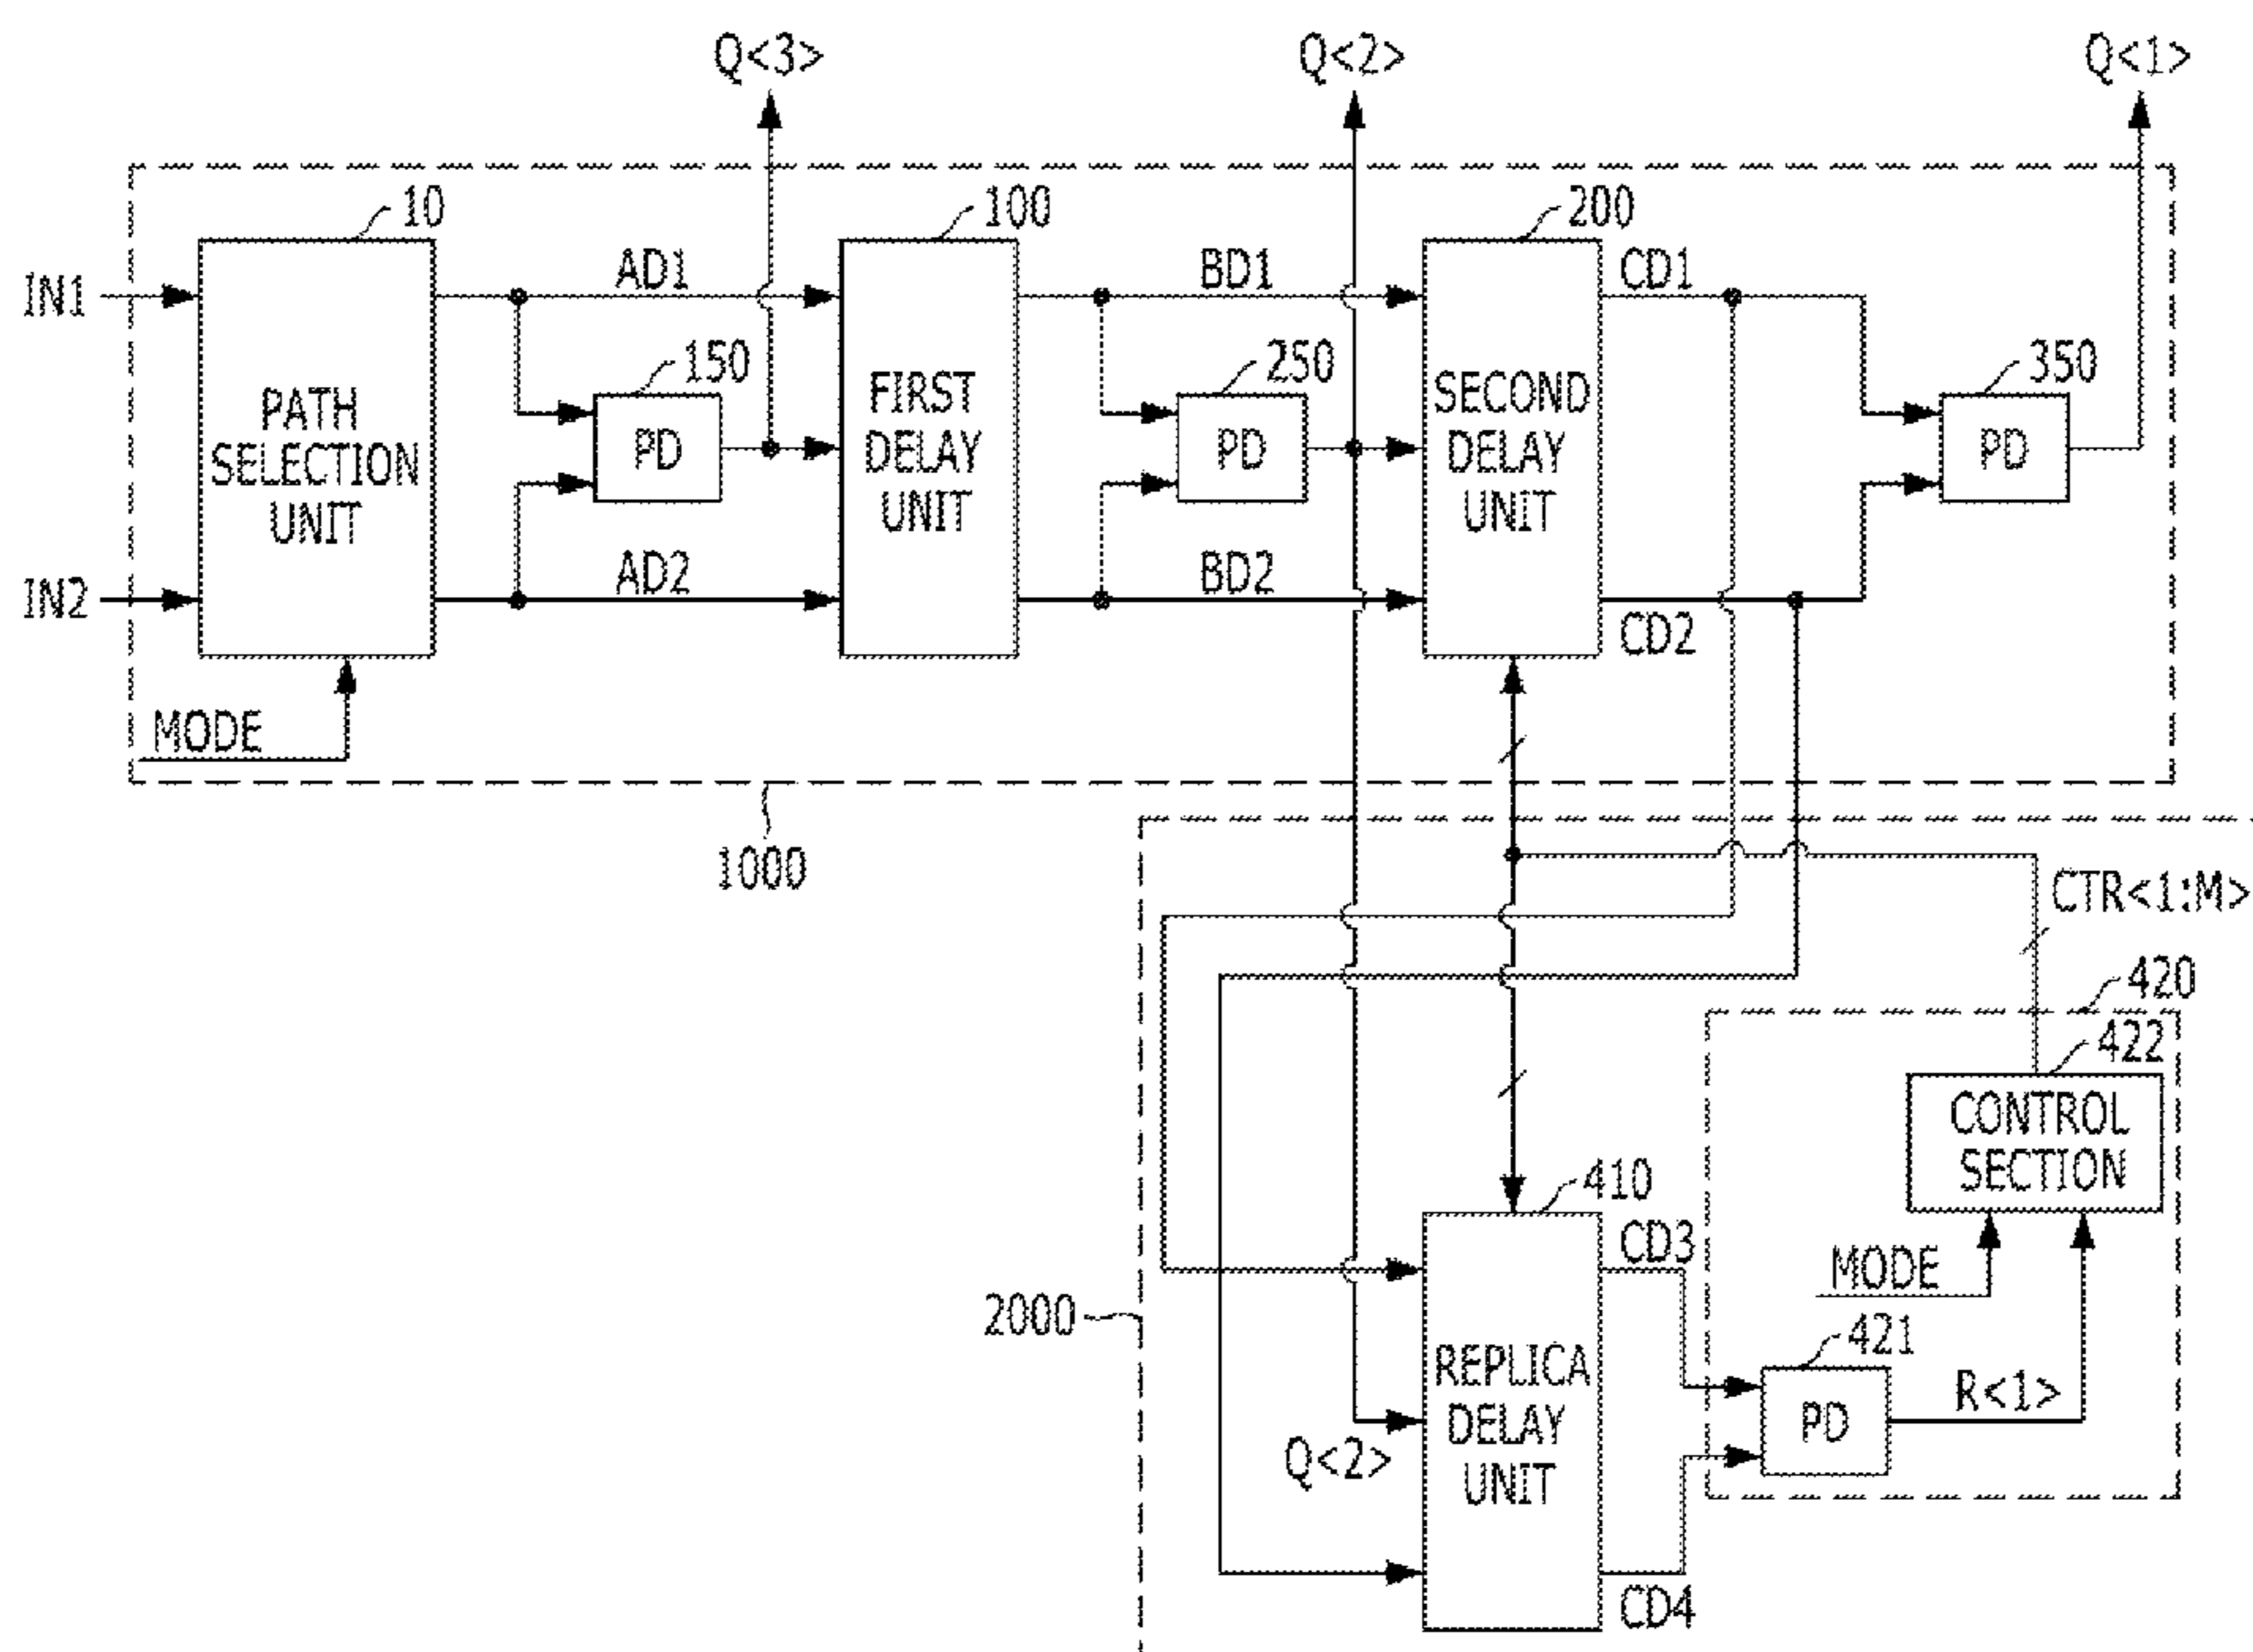 Q<3>
Q<2>
Q<1>
10
100
200
IN1
AD1
BD1
CD1
150
250
350
PATH
SELECTION
UNIT
PD
FIRST
DELAY
UNIT
PD
SECOND
DELAY
UNIT
PD
IN2
AD2
BD2
CD2
MODE
1000
CTR<1:M>
420
422
CONTROL
SECTION
410
CD3
MODE
2000
421
REPLICA
DELAY
UNIT
PD
R<1>
Q<2>
CD4